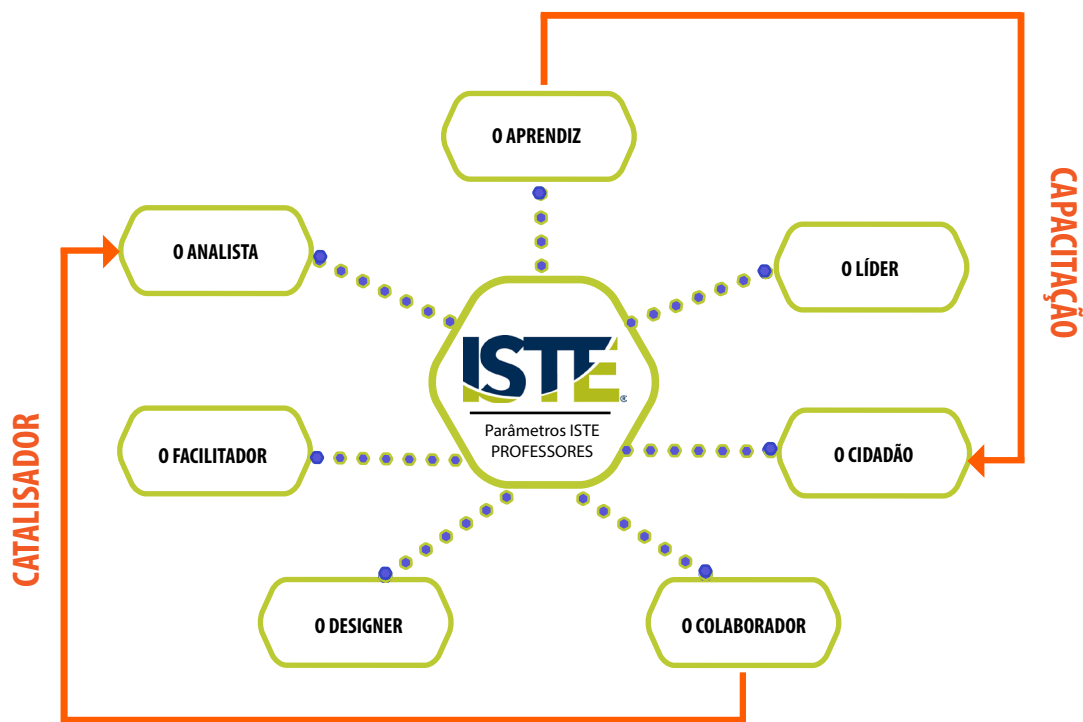 O APRENDIZ
O LÍDER
CAPACITAÇÃO
O CIDADÃO
O COLABORADOR
O DESIGNER
O FACILITADOR
O ANALISTA
CATALISADOR
ISTE®
Parâmetros ISTE
PROFESSORES